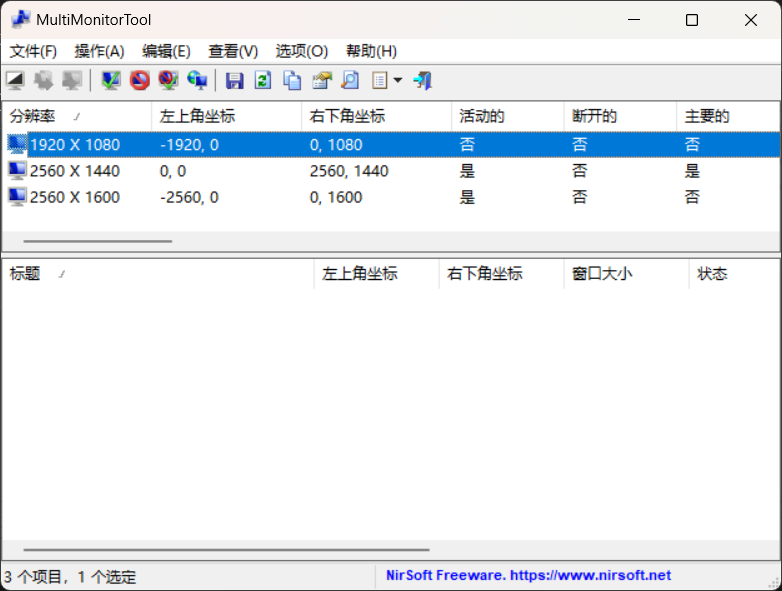 MultiMonitorTool
文件(F) 操作(A) 编辑(E) 查看(V) 选项(O) 帮助(H)
分辨率 左上角坐标 右下角坐标 活动的 断开的 主要的
1920 X 1080 -1920, 0 0, 1080 否 否 否
2560 X 1440 0, 0 2560, 1440 是 否 是
2560 X 1600 -2560, 0 0, 1600 是 否 否
标题 左上角坐标 右下角坐标 窗口大小 状态
3 个项目，1 个选定 NirSoft Freeware. https://www.nirsoft.net